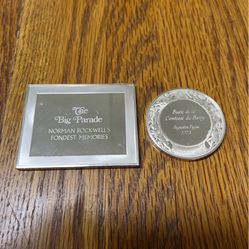 The
Big Parade
NORMAN ROCKWELL'S
FONDEST MEMORIES
Buste de la
Comtesse du Barry
Augustin Pajou
1773